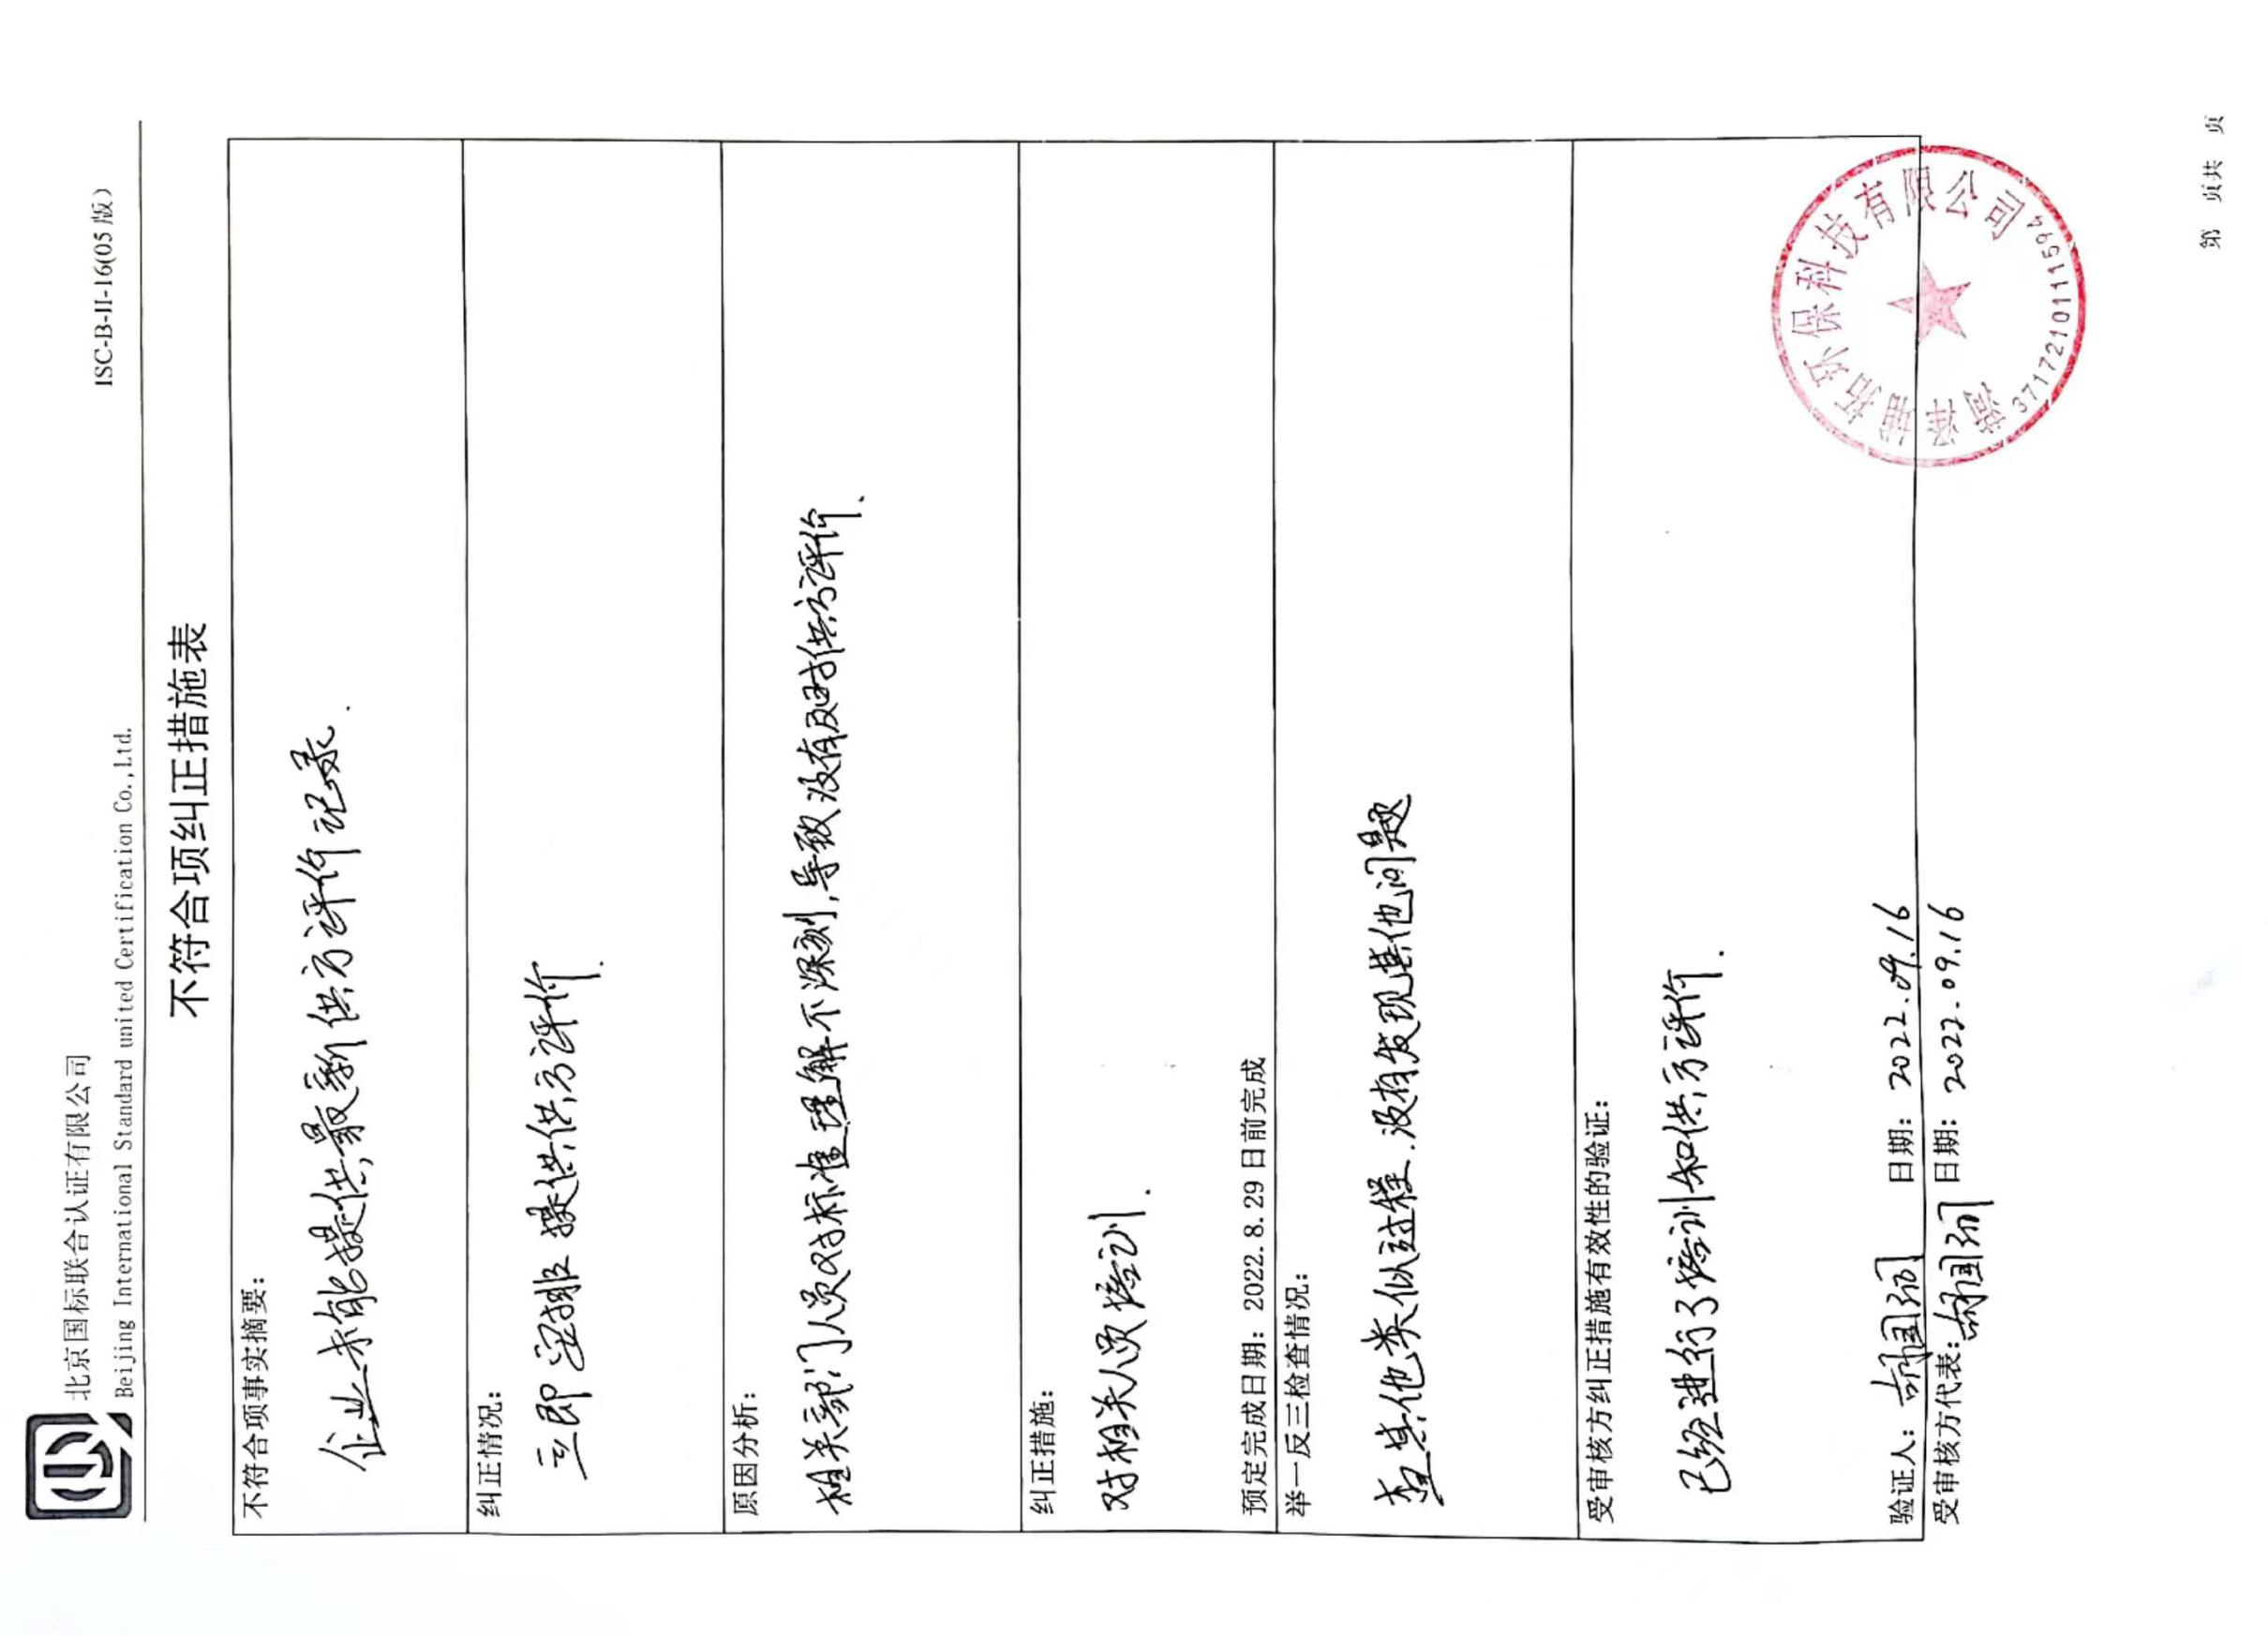 北京国标联合认证有限公司
Beijing International Standard united Certification Co.,Ltd.
ISC-B-II-16(05 版)
不符合项纠正措施表
不符合项事实摘要：
企业未能提供最新供方评价记录.
纠正情况：
立即安排 提供供方评价.
原因分析：
相关部门人员对标准理解不深刻,导致没有及时供方评价.
纠正措施：
对相关人员培训.
预定完成日期：2022.8.29 日前完成
举一反三检查情况：
查其他类似过程.没有发现其他问题
受审核方纠正措施有效性的验证：
已经进行了培训和供方评价.
验证人： 日期： 2022.09.16
受审核方代表： 日期： 2022.09.16
菏泽 拓环保科技有限公司
3717210111594
第 页共 页